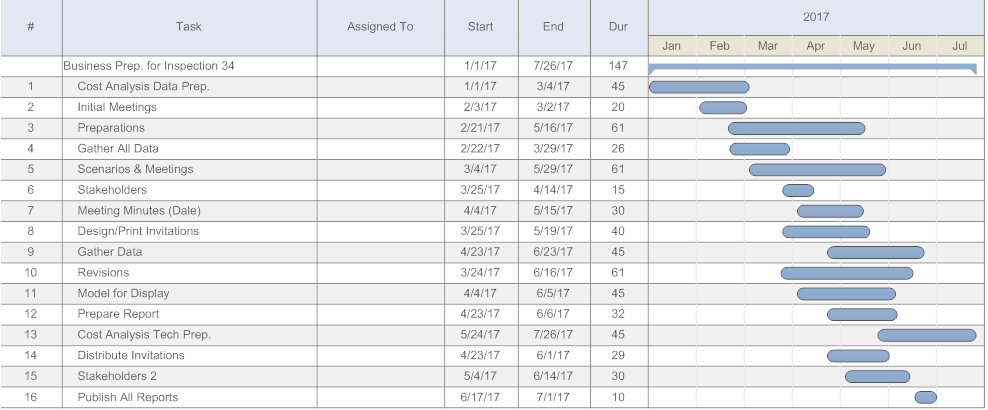 # Task Assigned To Start End Dur 2017
Jan Feb Mar Apr May Jun Jul
Business Prep. for Inspection 34 1/1/17 7/26/17 147
1 Cost Analysis Data Prep. 1/1/17 3/4/17 45
2 Initial Meetings 2/3/17 3/2/17 20
3 Preparations 2/21/17 5/16/17 61
4 Gather All Data 2/22/17 3/29/17 26
5 Scenarios & Meetings 3/4/17 5/29/17 61
6 Stakeholders 3/25/17 4/14/17 15
7 Meeting Minutes (Dale) 4/4/17 5/15/17 30
8 Design/Print Invitations 3/25/17 5/19/17 40
9 Gather Data 4/23/17 6/23/17 45
10 Revisions 3/24/17 6/16/17 61
11 Model for Display 4/4/17 6/5/17 45
12 Prepare Report 4/23/17 6/6/17 32
13 Cost Analysis Tech Prep. 5/24/17 7/26/17 45
14 Distribute Invitations 4/23/17 6/1/17 29
15 Stakeholders 2 5/4/17 6/14/17 30
16 Publish All Reports 6/17/17 7/1/17 10